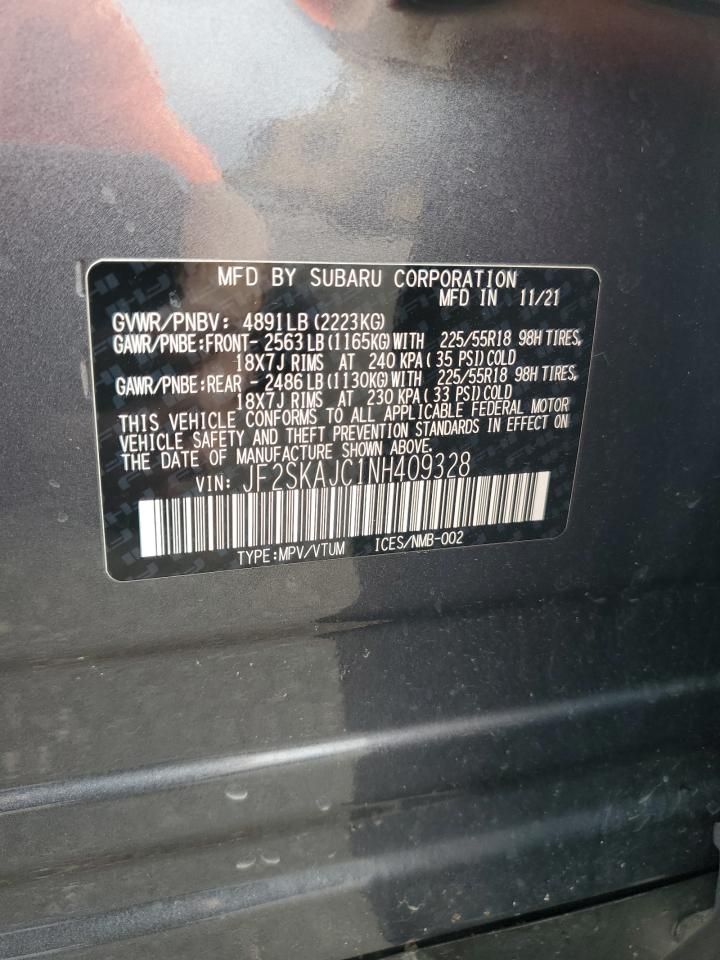 MFD BY SUBARU CORPORATION
MFD IN 11/21
GVWR/PNBV: 4891LB(2223KG)
GAWR/PNBE:FRONT- 2563LB(1165KG)WITH 225/55R18 98H TIRES,
18X7J RIMS AT 240 KPA( 35 PSI)COLD
GAWR/PNBE:REAR - 2486LB(1130KG)WITH 225/55R18 98H TIRES,
18X7J RIMS AT 230 KPA( 33 PSI)COLD
THIS VEHICLE CONFORMS TO ALL APPLICABLE FEDERAL MOTOR
VEHICLE SAFETY AND THEFT PREVENTION STANDARDS IN EFFECT ON
THE DATE OF MANUFACTURE SHOWN ABOVE.
VIN: JF2SKAJC1NH409328
TYPE:MPV/VTUM ICES/NMB-002